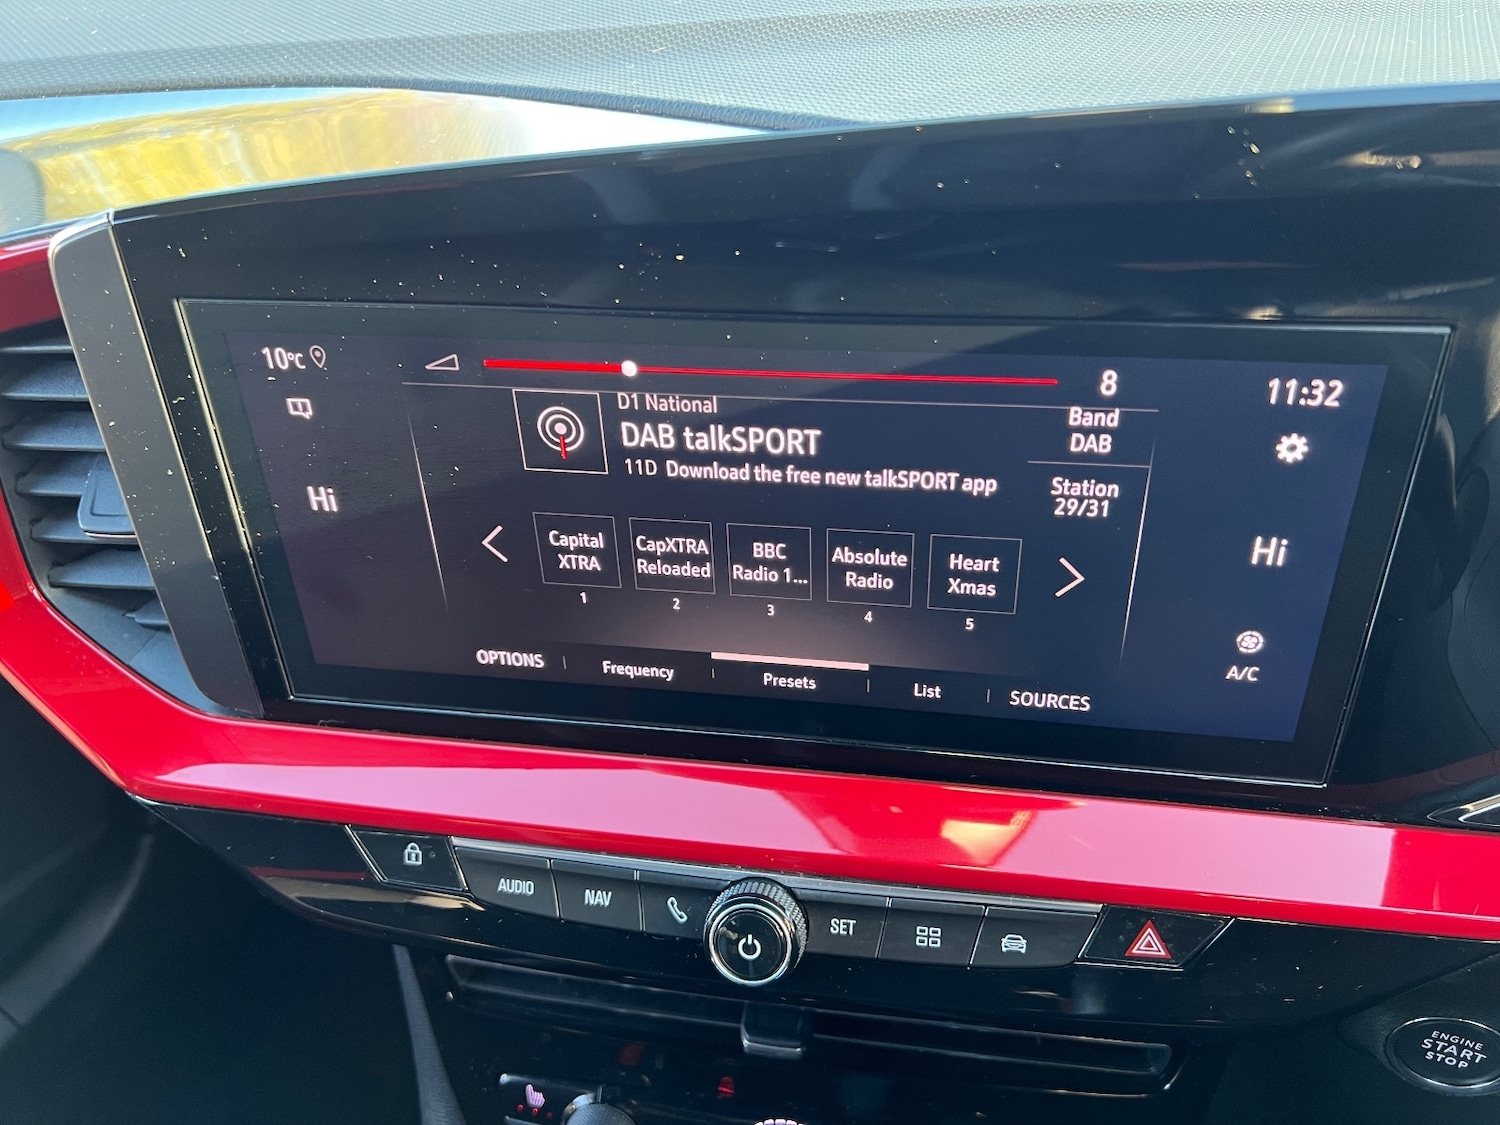 10°C
8
11:32
D1 National
DAB talkSPORT
11D Download the free new talkSPORT app
Band
DAB
Station
29/31
Hi
Hi
Capital
XTRA
CapXTRA
Reloaded
BBC
Radio 1...
Absolute
Radio
Heart
Xmas
1
2
3
4
5
A/C
OPTIONS
Frequency
Presets
List
SOURCES
AUDIO
NAV
SET
ENGINE
START
STOP